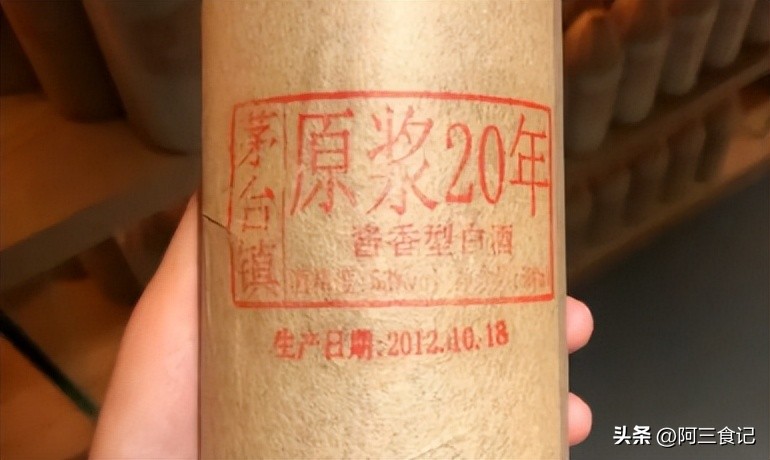 茅台镇
原浆20年
酱香型白酒
生产日期:2012.10.18
头条 @阿三食记